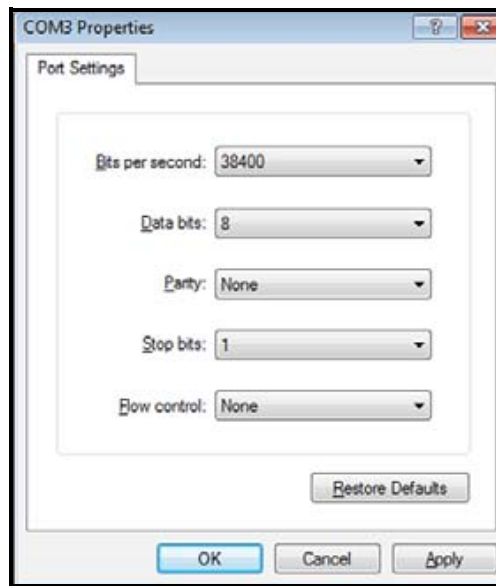 COM3 Properties
Port Settings
Bits per second: 38400
Data bits: 8
Parity: None
Stop bits: 1
Flow control: None
Restore Defaults
OK Cancel Apply